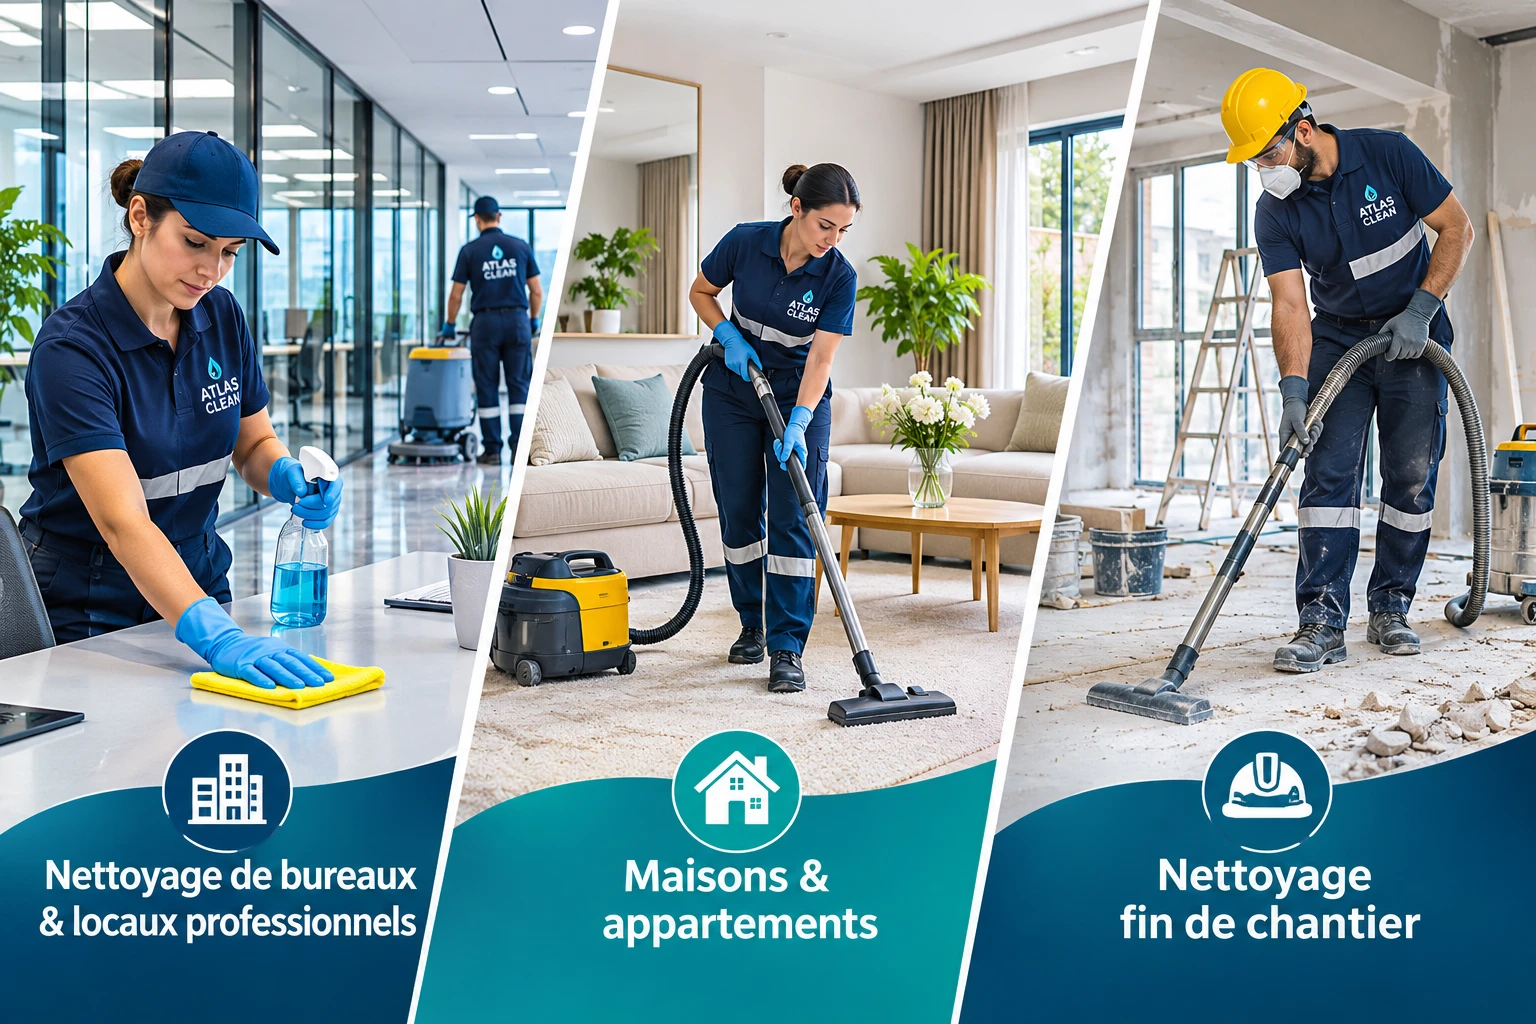 ATLAS
CLEAN
ATLAS
CLEAN
ATLAS
CLEAN
ATLAS
CLEAN
Nettoyage de bureaux
& locaux professionnels
Maisons &
appartements
Nettoyage
fin de chantier